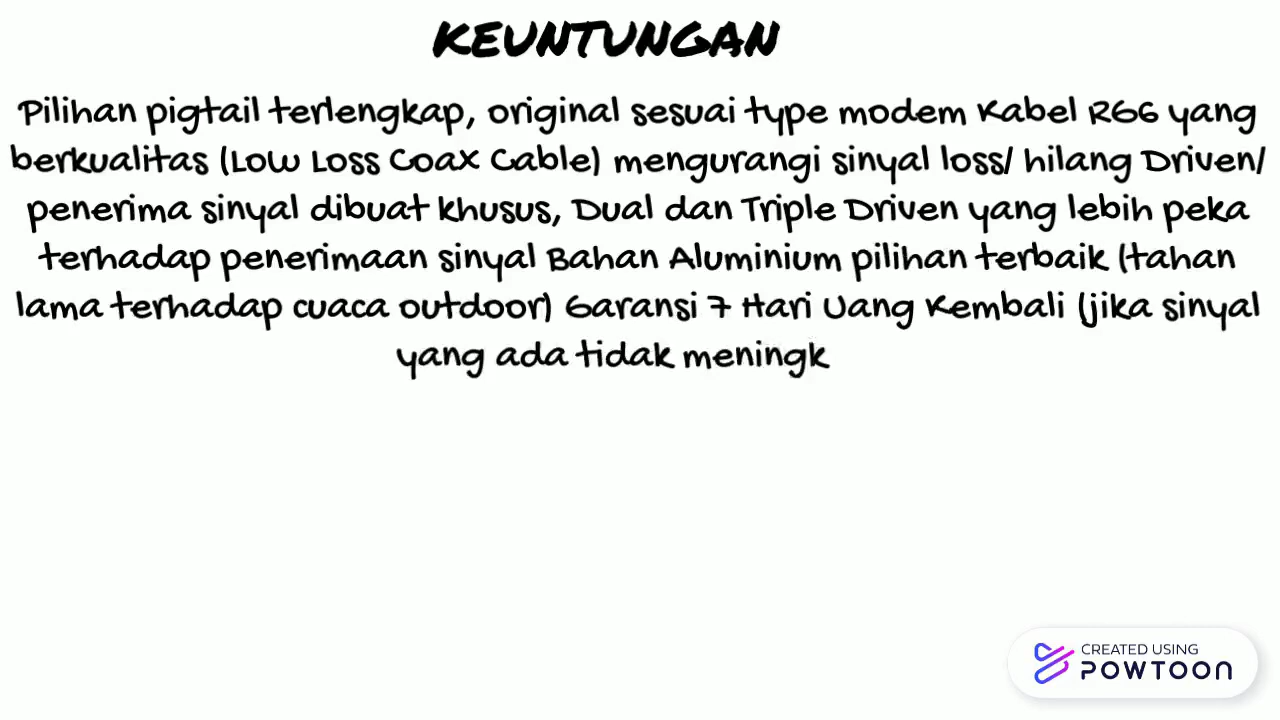 KEUNTUNGAN
Pilihan pigtail terlengkap, original sesuai type modem Kabel RG6 yang
berkualitas (Low Loss Coax Cable) mengurangi sinyal loss/ hilang Driven/
penerima sinyal dibuat khusus, Dual dan Triple Driven yang lebih peka
terhadap penerimaan sinyal Bahan Aluminium pilihan terbaik (tahan
lama terhadap cuaca outdoor) Garansi 7 Hari Uang Kembali (jika sinyal
yang ada tidak meningk
CREATED USING
POWTOON